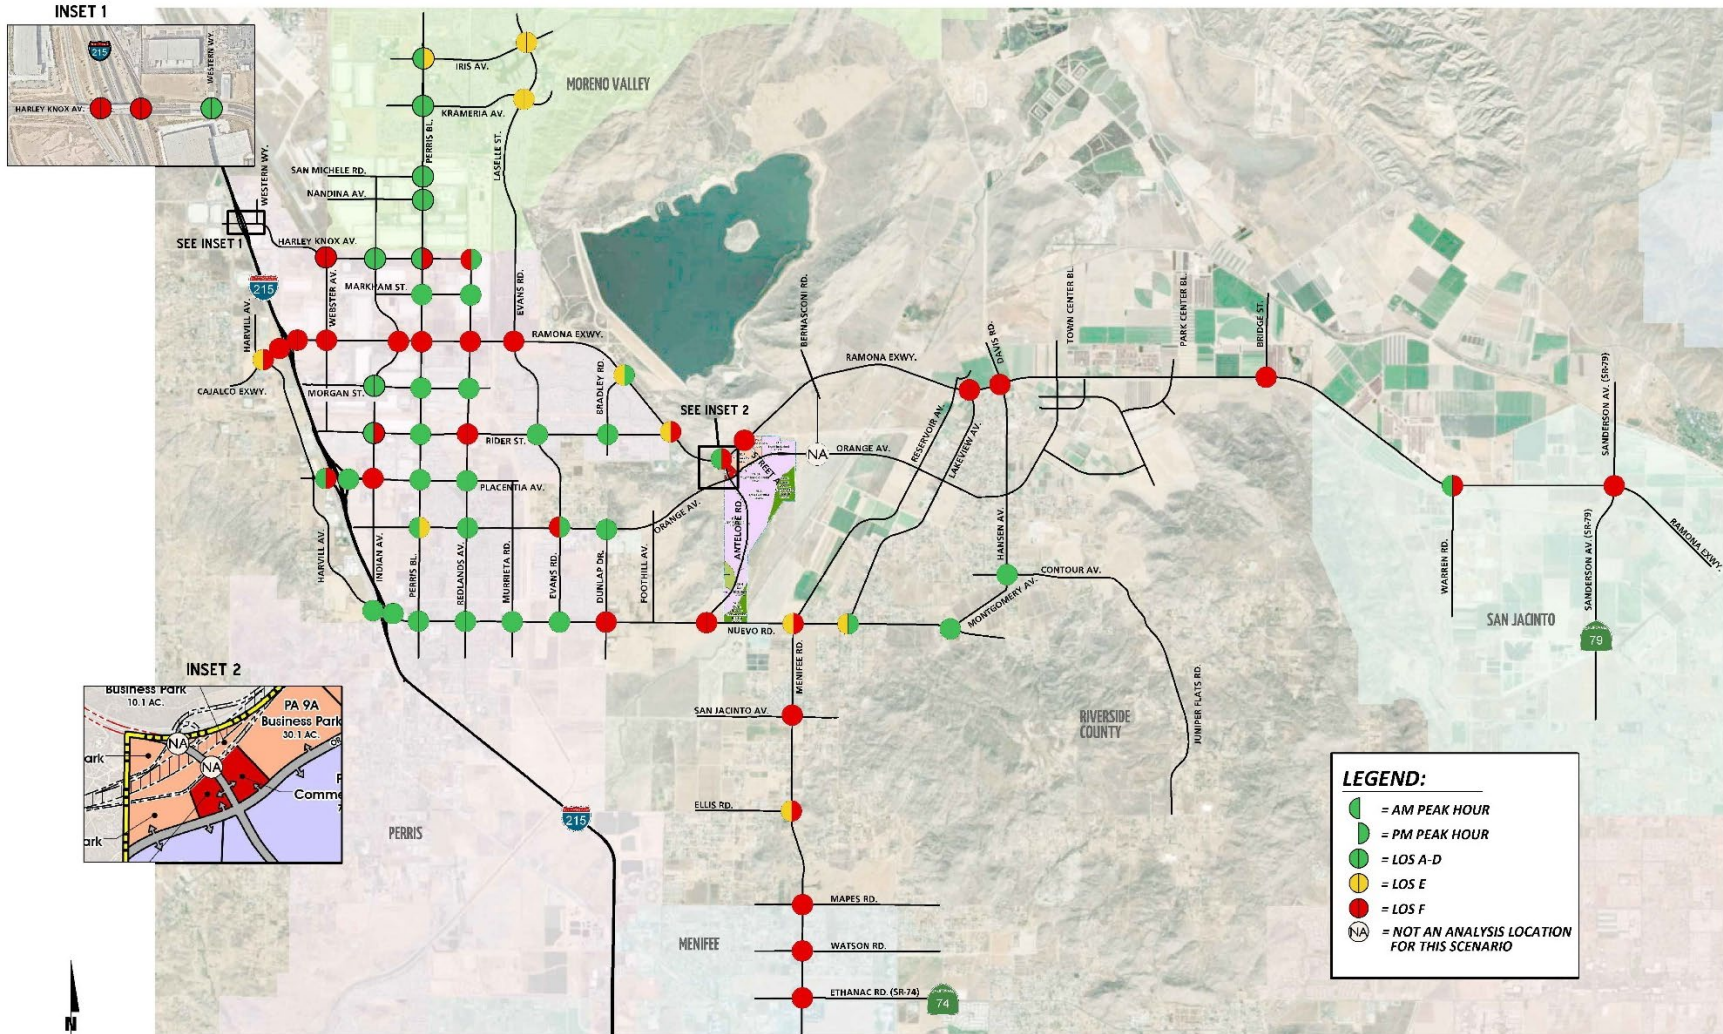 INSET 1
215
WESTERN WY.
HARLEY KNOX AV.
IRIS AV.
MORENO VALLEY
KRAMERIA AV.
PERRIS BL.
LASELLE ST.
SAN MICHELE RD.
NANDINA AV.
WESTERN WY.
SEE INSET 1
HARLEY KNOX AV.
215
WEBSTER AV.
MARKHAM ST.
EVANS RD.
HARVILL AV.
RAMONA EXWY.
BERNASCONI RD.
RAMONA EXWY.
DAVIS RD.
TOWN CENTER BL.
PARK CENTER BL.
BRIDGE ST.
CAJALCO EXWY.
MORGAN ST.
BRADLEY RD.
SEE INSET 2
RESERVOIR AV.
LAKEVIEW AV.
SANDERSON AV. (SR-79)
RIDER ST.
STREET A
NA
ORANGE AV.
PLACENTIA AV.
ORANGE AV.
ANTELOPE RD.
HANSEN AV.
WARREN RD.
SANDERSON AV. (SR-79)
RAMONA EXWY.
HARVILL AV.
INDIAN AV.
PERRIS BL.
REDLANDS AV.
MURRIETA RD.
EVANS RD.
DUNLAP DR.
FOOTHILL AV.
CONTOUR AV.
MONTGOMERY AV.
NUEVO RD.
SAN JACINTO
79
INSET 2
Business Park
10.1 AC.
PA 9A
Business Park
30.1 AC.
NA
NA
ark
Comme
ark
MENIFEE RD.
SAN JACINTO AV.
RIVERSIDE
COUNTY
JUNIPER FLATS RD.
ELLIS RD.
215
PERRIS
MAPES RD.
MENIFEE
WATSON RD.
ETHANAC RD. (SR-74)
74
LEGEND:
= AM PEAK HOUR
= PM PEAK HOUR
= LOS A-D
= LOS E
= LOS F
NA = NOT AN ANALYSIS LOCATION
FOR THIS SCENARIO
N